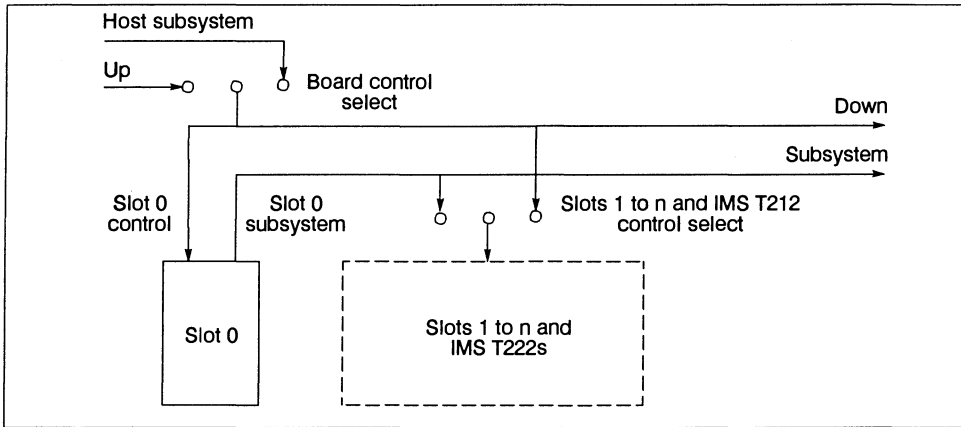 Host subsystem
Up
Board control
select
Down
Subsystem
Slot 0
control
Slot 0
subsystem
Slots 1 to n and IMS T212
control select
Slot 0
Slots 1 to n and
IMS T222s